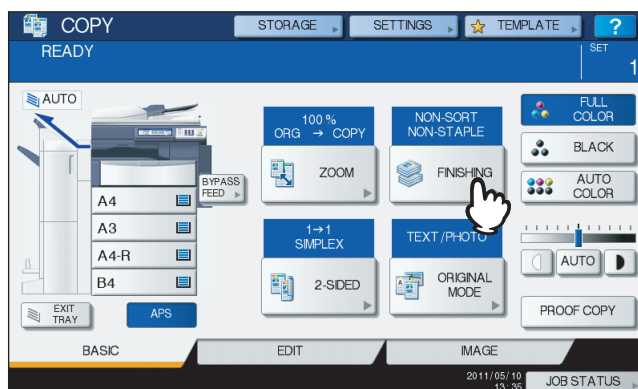 COPY
STORAGE
SETTINGS
TEMPLATE
?
READY
SET
1
AUTO
100 %
ORG → COPY
NON-SORT
NON-STAPLE
FULL
COLOR
ZOOM
FINISHING
BLACK
BYPASS
FEED
AUTO
COLOR
A4
A3
A4-R
B4
1→1
SIMPLEX
TEXT/PHOTO
2-SIDED
ORIGINAL
MODE
AUTO
EXIT
TRAY
APS
PROOF COPY
BASIC
EDIT
IMAGE
2011/05/10
13:35
JOB STATUS